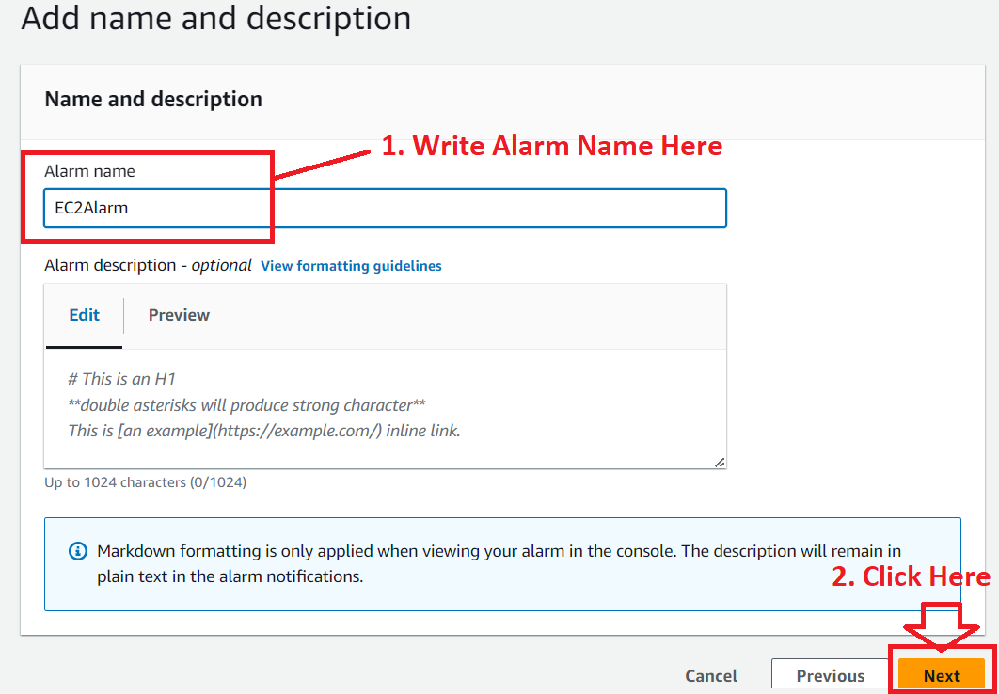 Add name and description
Name and description
1. Write Alarm Name Here
Alarm name
EC2Alarm
Alarm description - optional View formatting guidelines
Edit Preview
# This is an H1
**double asterisks will produce strong character**
This is [an example](https://example.com/) inline link.
Up to 1024 characters (0/1024)
Markdown formatting is only applied when viewing your alarm in the console. The description will remain in
plain text in the alarm notifications.
2. Click Here
Cancel Previous Next